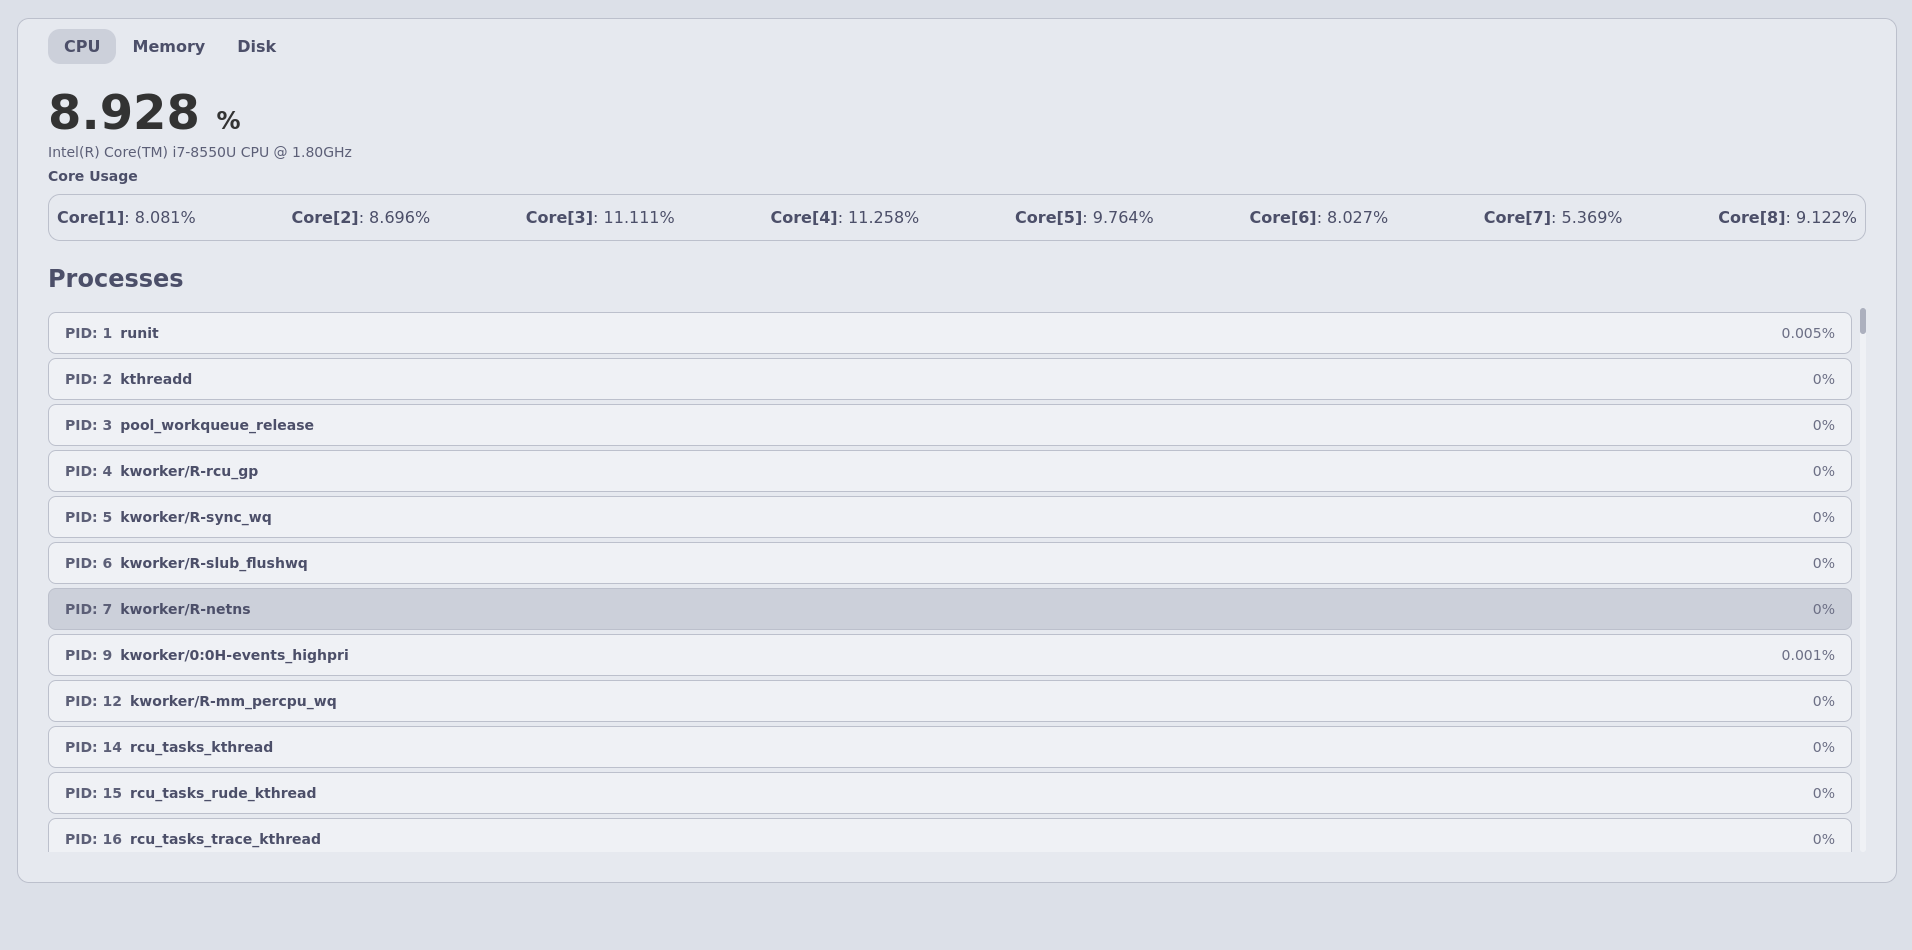 CPU Memory Disk
8.928 %
Intel(R) Core(TM) i7-8550U CPU @ 1.80GHz
Core Usage
Core[1]: 8.081% Core[2]: 8.696% Core[3]: 11.111% Core[4]: 11.258% Core[5]: 9.764% Core[6]: 8.027% Core[7]: 5.369% Core[8]: 9.122%
Processes
PID: 1 runit 0.005%
PID: 2 kthreadd 0%
PID: 3 pool_workqueue_release 0%
PID: 4 kworker/R-rcu_gp 0%
PID: 5 kworker/R-sync_wq 0%
PID: 6 kworker/R-slub_flushwq 0%
PID: 7 kworker/R-netns 0%
PID: 9 kworker/0:0H-events_highpri 0.001%
PID: 12 kworker/R-mm_percpu_wq 0%
PID: 14 rcu_tasks_kthread 0%
PID: 15 rcu_tasks_rude_kthread 0%
PID: 16 rcu_tasks_trace_kthread 0%